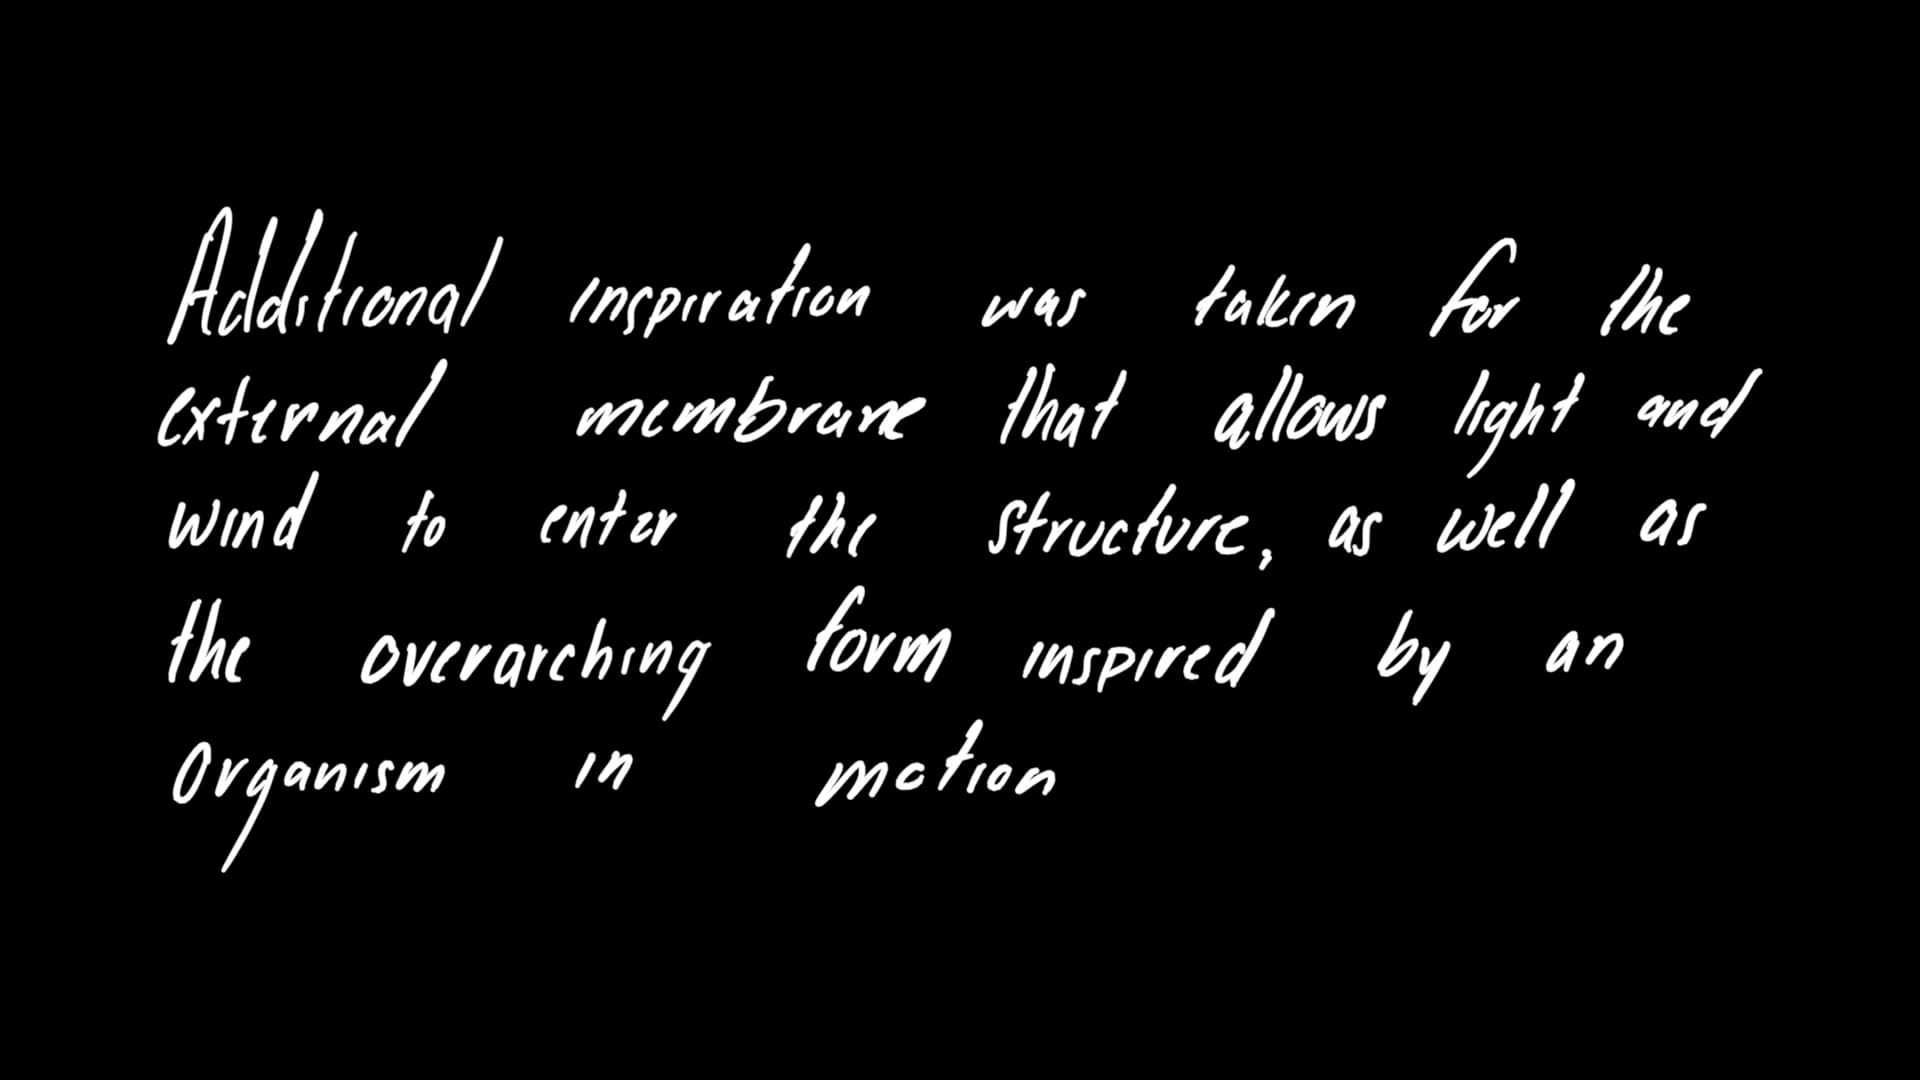 Additional inspiration was taken for the
external membrane that allows light and
wind to enter the structure, as well as
the overarching form inspired by an
organism in motion